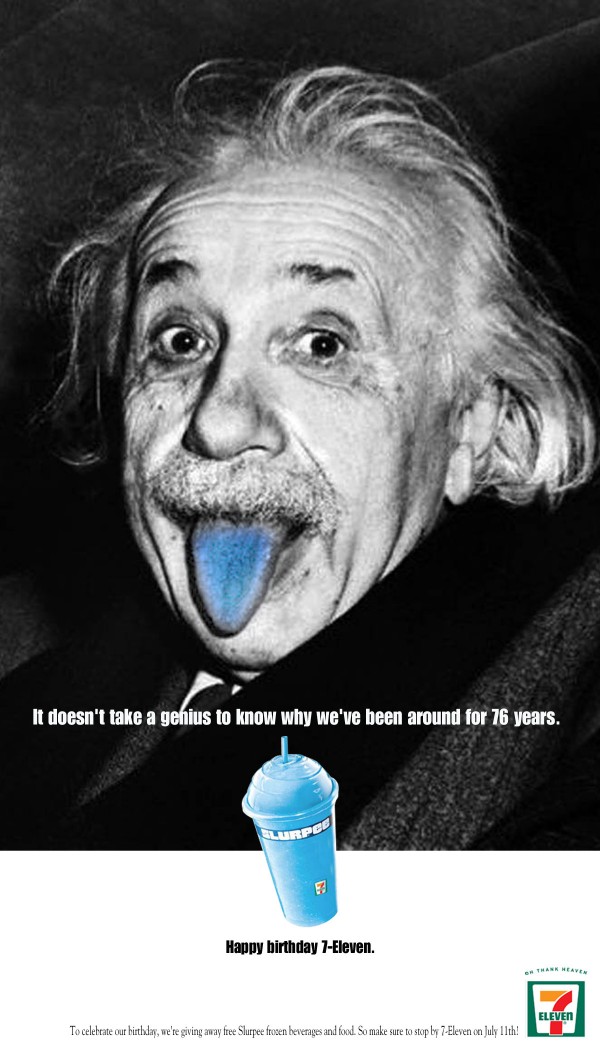 It doesn't take a genius to know why we've been around for 76 years.
SLURPEE
7
Happy birthday 7-Eleven.
OH THANK HEAVEN
7
ELEVEN
To celebrate our birthday, we're giving away free Slurpee frozen beverages and food. So make sure to stop by 7-Eleven on July 11th!